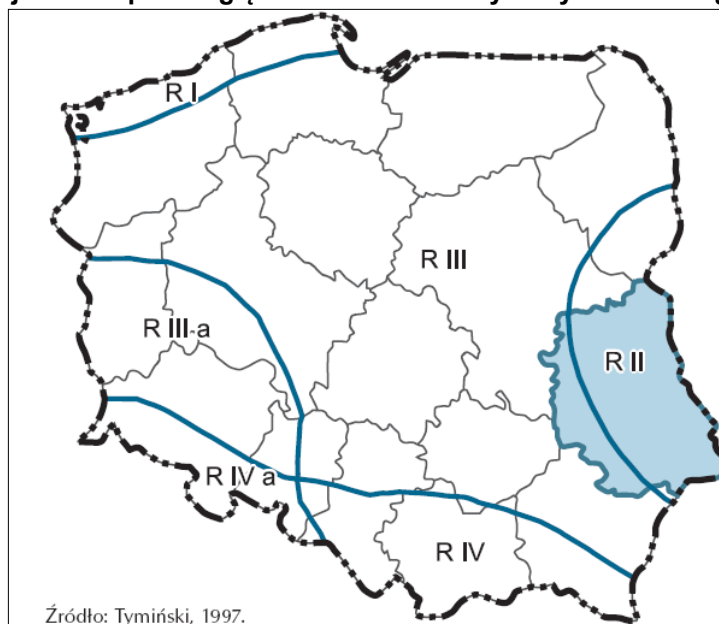 R I
R III
R III a
R II
R IV a
R IV
Źródło: Tymiński, 1997.